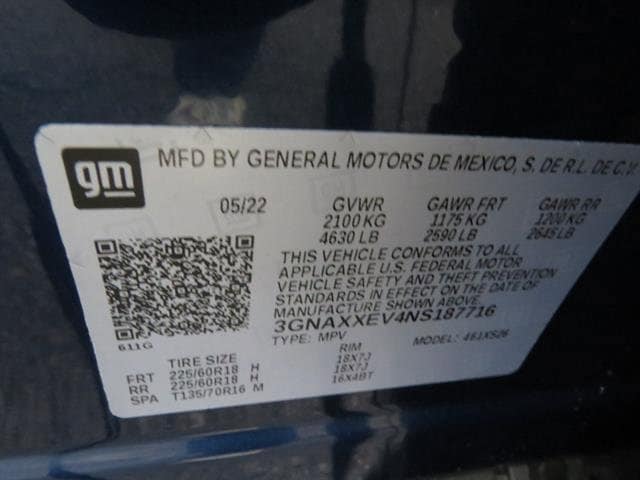 gm MFD BY GENERAL MOTORS DE MEXICO, S. DE R.L. DE C.V.
05/22 GVWR GAWR FRT GAWR RR
2100 KG 1175 KG 1200 KG
4630 LB 2590 LB 2645 LB
THIS VEHICLE CONFORMS TO ALL
APPLICABLE U.S. FEDERAL MOTOR
VEHICLE SAFETY AND THEFT PREVENTION
STANDARDS IN EFFECT ON THE DATE OF
MANUFACTURE SHOWN ABOVE.
3GNAXXEV4NS187716
611G
TYPE: MPV MODEL: 461XS26
TIRE SIZE RIM
FRT 225/60R18 H 18X7J
RR 225/60R18 H 18X7J
SPA T135/70R16 M 16X4BT